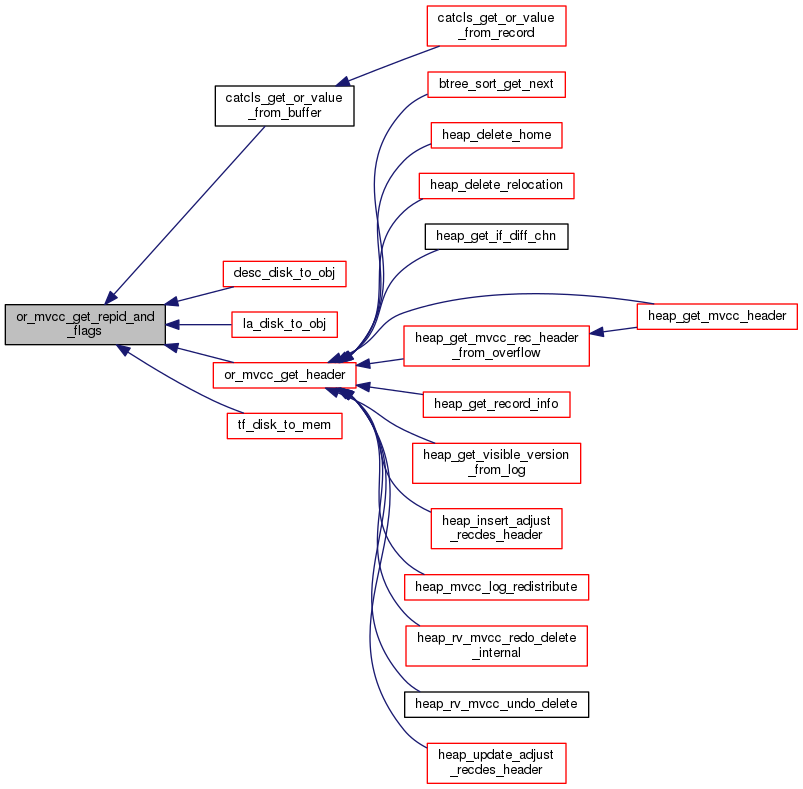 catcls_get_or_value
_from_record
catcls_get_or_value
_from_buffer
btree_sort_get_next
heap_delete_home
heap_delete_relocation
heap_get_if_diff_chn
desc_disk_to_obj
or_mvcc_get_repid_and
_flags
la_disk_to_obj
heap_get_mvcc_header
heap_get_mvcc_rec_header
_from_overflow
or_mvcc_get_header
heap_get_record_info
tf_disk_to_mem
heap_get_visible_version
_from_log
heap_insert_adjust
_recdes_header
heap_mvcc_log_redistribute
heap_rv_mvcc_redo_delete
_internal
heap_rv_mvcc_undo_delete
heap_update_adjust
_recdes_header